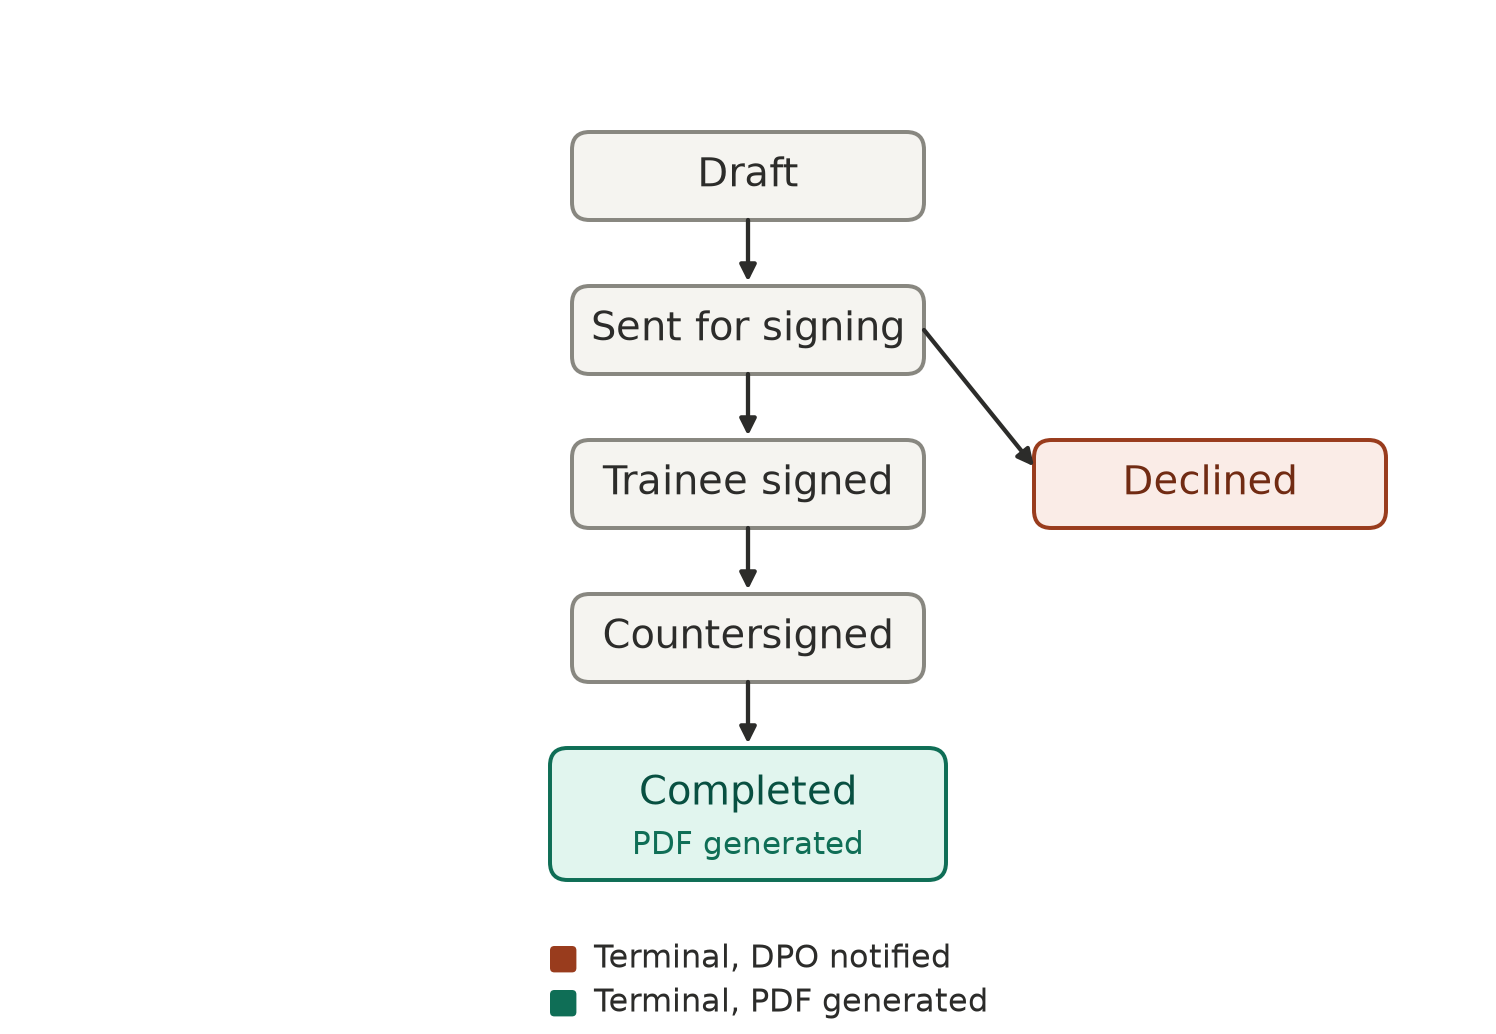 Draft
Sent for signing
Trainee signed
Declined
Countersigned
Completed
PDF generated
Terminal, DPO notified
Terminal, PDF generated